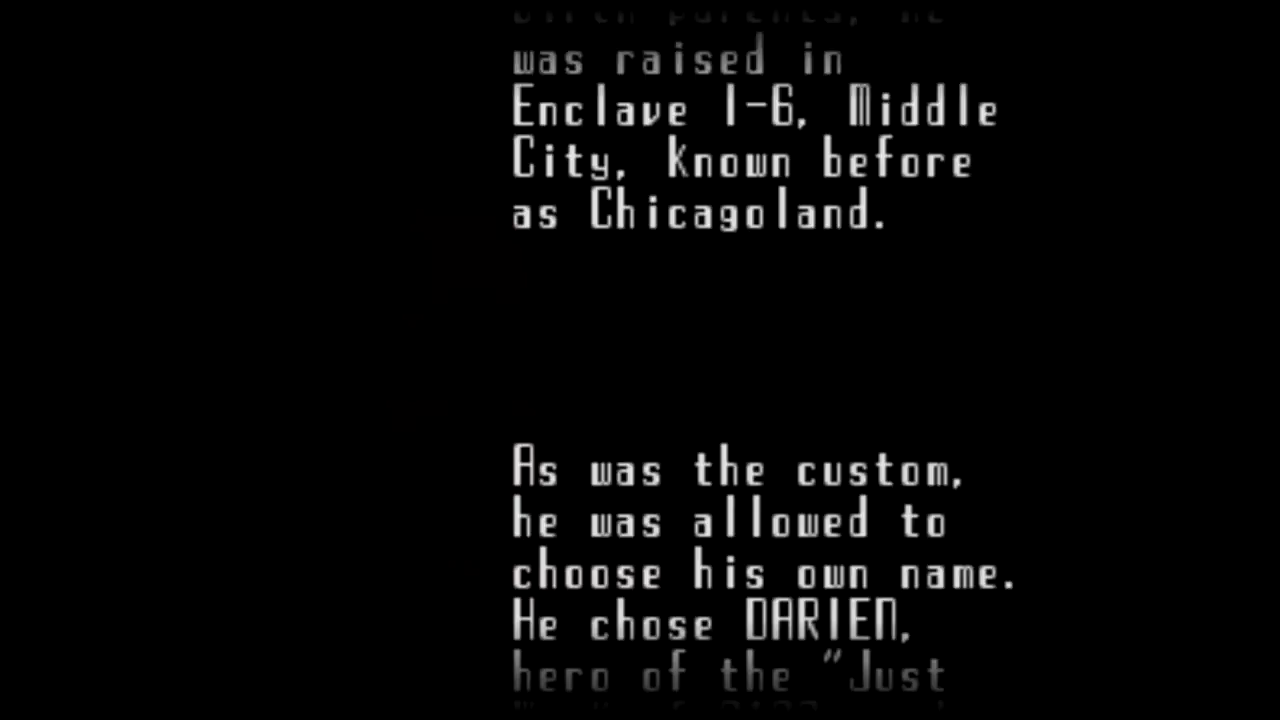 was raised in
Enclave 1-6, Middle
City, known before
as Chicagoland.
As was the custom,
he was allowed to
choose his own name.
He chose DARIEN,
hero of the "Just